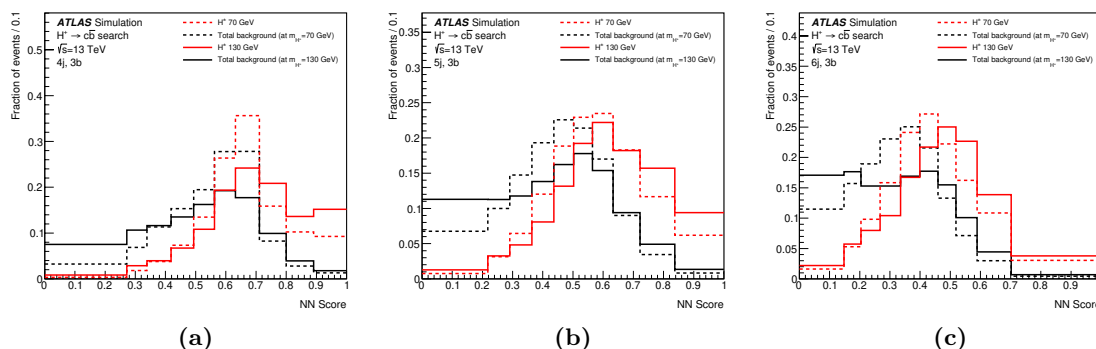 Fraction of events / 0.1
ATLAS Simulation
H⁺ → cb̄ search
√s=13 TeV
4j, 3b
H⁺ 70 GeV
Total background (at m_H⁺=70 GeV)
H⁺ 130 GeV
Total background (at m_H⁺=130 GeV)
0.5
0.4
0.3
0.2
0.1
0
0 0.1 0.2 0.3 0.4 0.5 0.6 0.7 0.8 0.9 1
NN Score
(a)
Fraction of events / 0.1
ATLAS Simulation
H⁺ → cb̄ search
√s=13 TeV
5j, 3b
H⁺ 70 GeV
Total background (at m_H⁺=70 GeV)
H⁺ 130 GeV
Total background (at m_H⁺=130 GeV)
0.35
0.3
0.25
0.2
0.15
0.1
0.05
0
0 0.1 0.2 0.3 0.4 0.5 0.6 0.7 0.8 0.9 1
NN Score
(b)
Fraction of events / 0.1
ATLAS Simulation
H⁺ → cb̄ search
√s=13 TeV
6j, 3b
H⁺ 70 GeV
Total background (at m_H⁺=70 GeV)
H⁺ 130 GeV
Total background (at m_H⁺=130 GeV)
0.4
0.35
0.3
0.25
0.2
0.15
0.1
0.05
0
0 0.1 0.2 0.3 0.4 0.5 0.6 0.7 0.8 0.9
NN Score
(c)